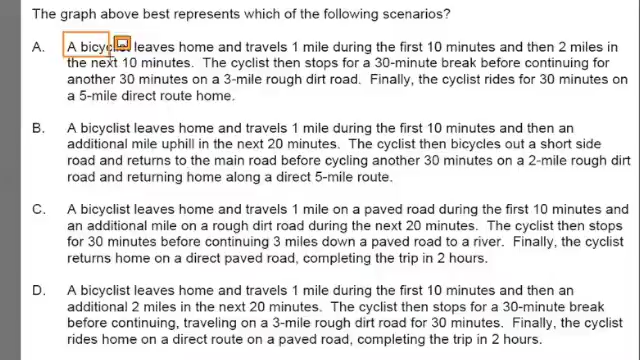 The graph above best represents which of the following scenarios?
A. A bicyclist leaves home and travels 1 mile during the first 10 minutes and then 2 miles in
the next 10 minutes. The cyclist then stops for a 30-minute break before continuing for
another 30 minutes on a 3-mile rough dirt road. Finally, the cyclist rides for 30 minutes on
a 5-mile direct route home.
B. A bicyclist leaves home and travels 1 mile during the first 10 minutes and then an
additional mile uphill in the next 20 minutes. The cyclist then bicycles out a short side
road and returns to the main road before cycling another 30 minutes on a 2-mile rough dirt
road and returning home along a direct 5-mile route.
C. A bicyclist leaves home and travels 1 mile on a paved road during the first 10 minutes and
an additional mile on a rough dirt road during the next 20 minutes. The cyclist then stops
for 30 minutes before continuing 3 miles down a paved road to a river. Finally, the cyclist
returns home on a direct paved road, completing the trip in 2 hours.
D. A bicyclist leaves home and travels 1 mile during the first 10 minutes and then an
additional 2 miles in the next 20 minutes. The cyclist then stops for a 30-minute break
before continuing, traveling on a 3-mile rough dirt road for 30 minutes. Finally, the cyclist
rides home on a direct route on a paved road, completing the trip in 2 hours.